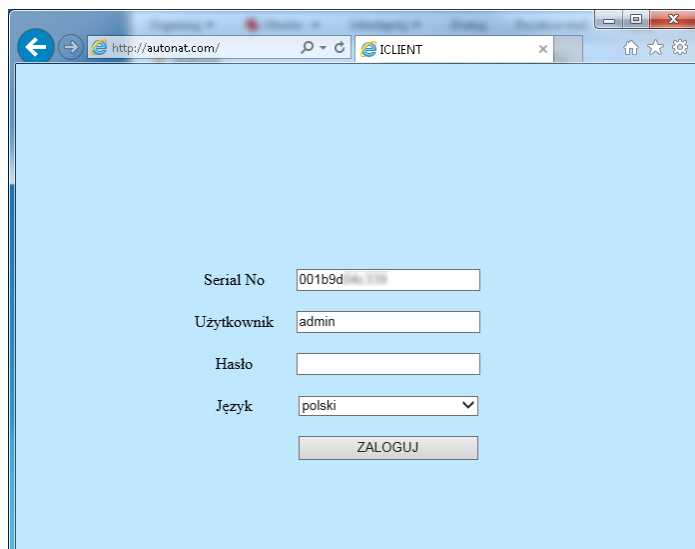 http://autonat.com/
ICLIENT
Serial No
001b9d
Użytkownik
admin
Hasło
Język
polski
ZALOGUJ